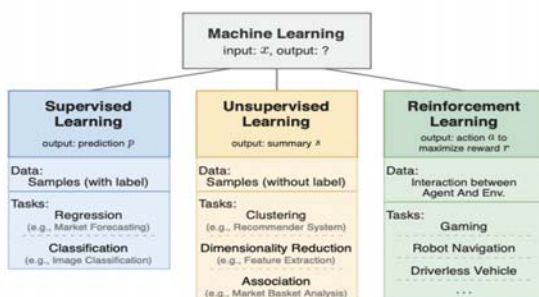 Machine Learning
input: x, output: ?
Supervised
Learning
output: prediction p
Data:
Samples (with label)
Tasks:
Regression
(e.g., Market Forecasting)
Classification
(e.g., Image Classification)
Unsupervised
Learning
output: summary s
Data:
Samples (without label)
Tasks:
Clustering
(e.g., Recommender System)
Dimensionality Reduction
(e.g., Feature Extraction)
Association
(e.g., Market Basket Analysis)
Reinforcement
Learning
output: action a to
maximize reward r
Data:
Interaction between
Agent And Env.
Tasks:
Gaming
Robot Navigation
Driverless Vehicle
...